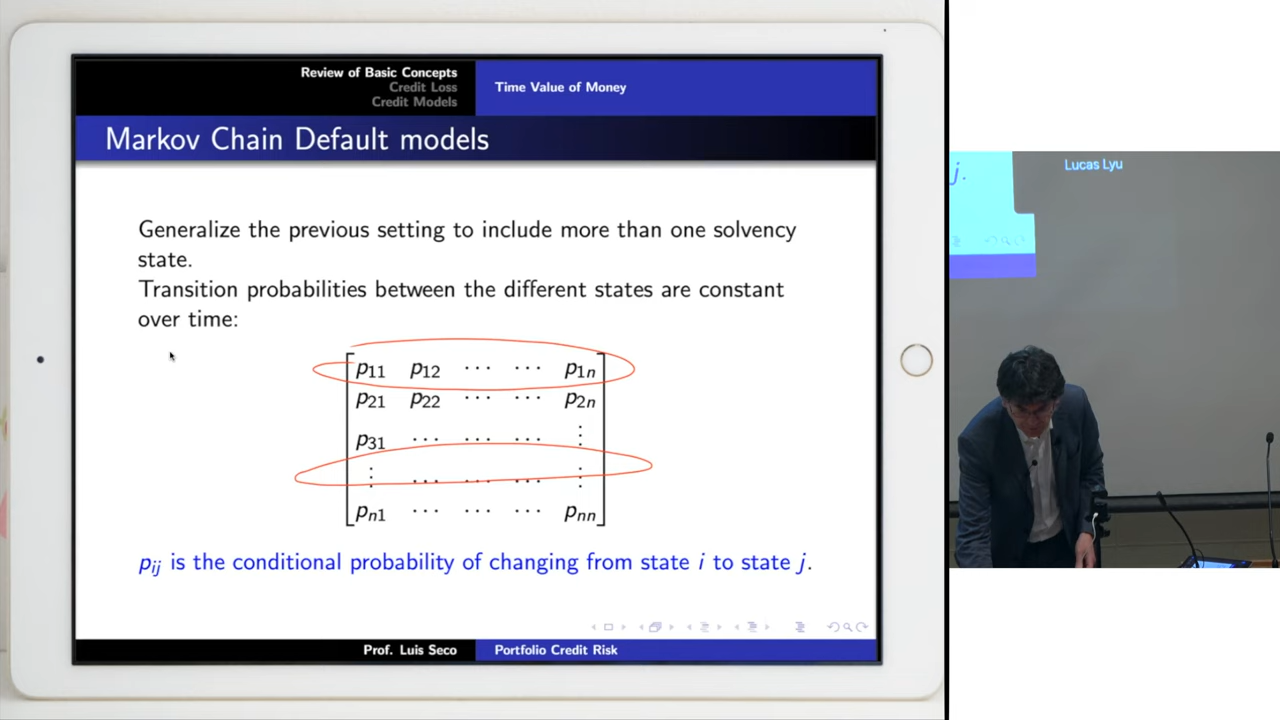 Review of Basic Concepts
Credit Loss
Credit Models
Time Value of Money
Markov Chain Default models
Generalize the previous setting to include more than one solvency
state.
Transition probabilities between the different states are constant
over time:
p11 p12 ⋯ ⋯ p1n
p21 p22 ⋯ ⋯ p2n
p31 ⋯ ⋯ ⋯ ⋮
⋮ ⋯ ⋯ ⋯ ⋮
pn1 ⋯ ⋯ ⋯ pnn
pij is the conditional probability of changing from state i to state j.
Prof. Luis Seco
Portfolio Credit Risk
j.
Lucas Lyu